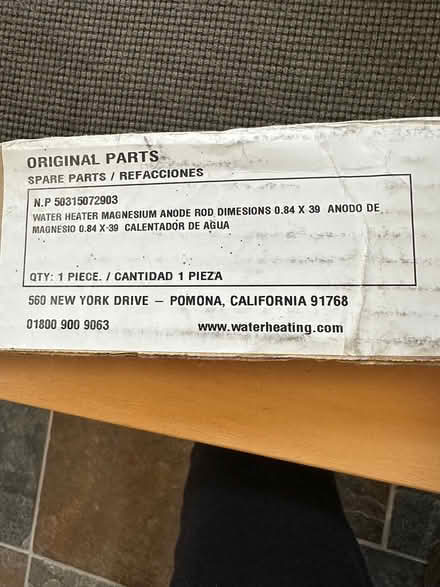 ORIGINAL PARTS
SPARE PARTS / REFACCIONES
N.P 50315072903
WATER HEATER MAGNESIUM ANODE ROD DIMESIONS 0.84 X 39 ANODO DE
MAGNESIO 0.84 X-39 CALENTADOR DE AGUA
QTY: 1 PIECE. / CANTIDAD 1 PIEZA
560 NEW YORK DRIVE – POMONA, CALIFORNIA 91768
01800 900 9063 www.waterheating.com